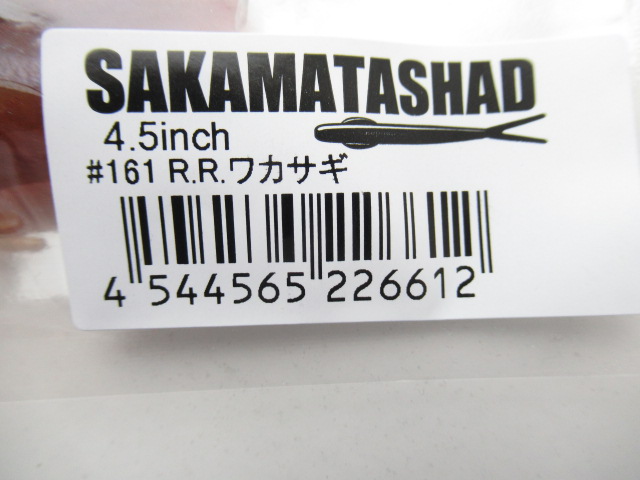 SAKAMATASHAD
4.5inch
#161 R.R.ワカサギ
4 544565 226612